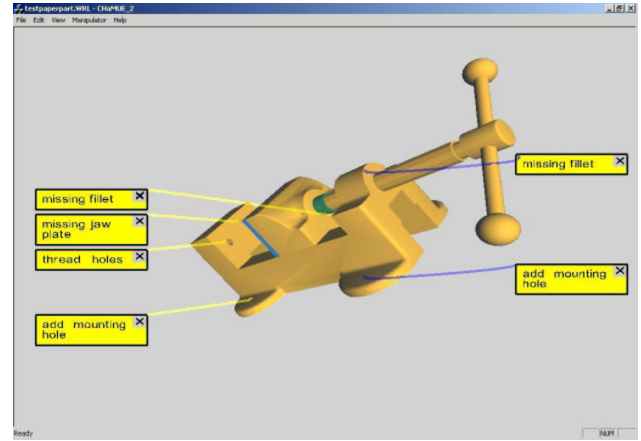 testpaperpart.WRL - CHaMUE_2
File Edit View Manipulator Help
missing fillet
missing fillet
missing jaw
plate
thread holes
add mounting
hole
add mounting
hole
Ready
NUM